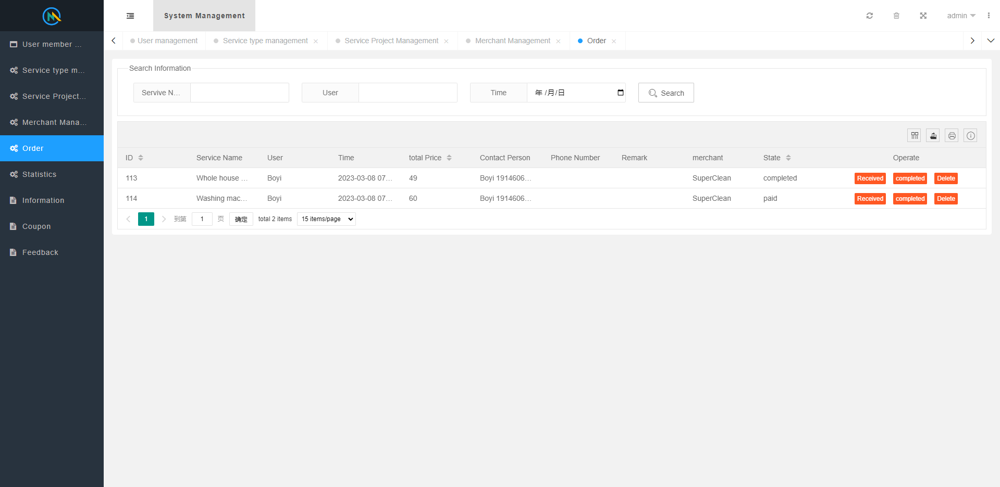 System Management
admin
User member ...
Service type m...
Service Project...
Merchant Mana...
Order
Statistics
Information
Coupon
Feedback
User management
Service type management
Service Project Management
Merchant Management
Order
Search Information
Servive N...
User
Time
年 /月/日
Search
ID Service Name User Time total Price Contact Person Phone Number Remark merchant State Operate
113 Whole house ... Boyi 2023-03-08 07... 49 Boyi 1914606... SuperClean completed Received completed Delete
114 Washing mac... Boyi 2023-03-08 07... 60 Boyi 1914606... SuperClean paid Received completed Delete
1 到第 1 页 确定 total 2 items 15 items/page